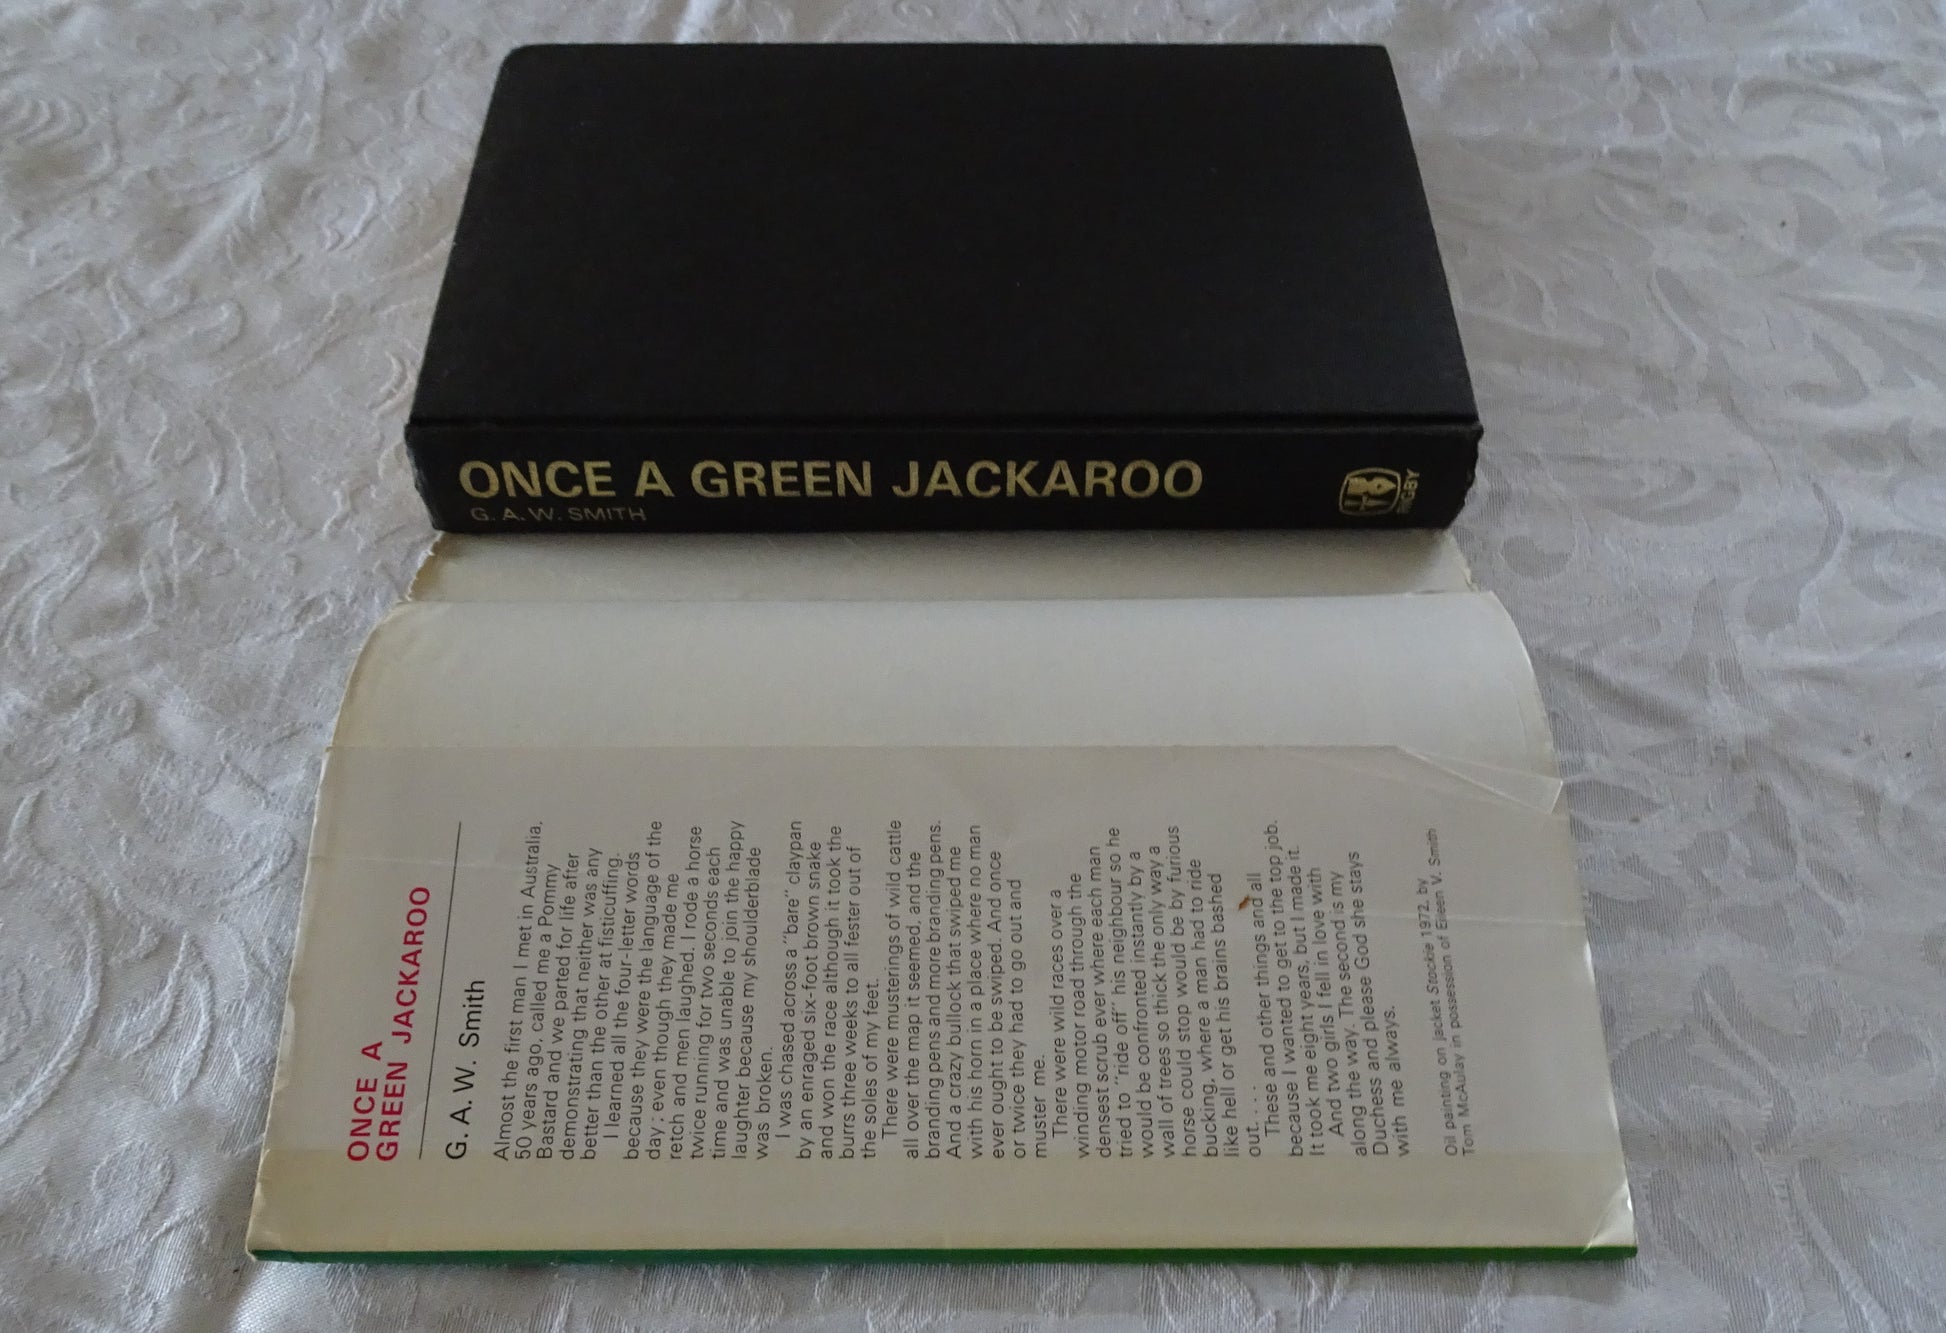 ONCE A GREEN JACKAROO
G. A. W. SMITH
RIGBY
ONCE A
GREEN JACKAROO
G. A. W. Smith
Almost the first man I met in Australia,
50 years ago, called me a Pommy
Bastard and we parted for life after
demonstrating that neither was any
better than the other at fisticuffing.
I learned all the four-letter words
because they were the language of the
day; even though they made me
retch and men laughed. I rode a horse
twice running for two seconds each
time and was unable to join the happy
laughter because my shoulderblade
was broken.
I was chased across a "bare" claypan
by an enraged six-foot brown snake
and won the race although it took the
burrs three weeks to all fester out of
the soles of my feet.
There were musterings of wild cattle
all over the map it seemed, and the
branding pens and more branding pens.
And a crazy bullock that swiped me
with his horn in a place where no man
ever ought to be swiped. And once
or twice they had to go out and
muster me.
There were wild races over a
winding motor road through the
densest scrub ever where each man
tried to "ride off" his neighbour so he
would be confronted instantly by a
wall of trees so thick the only way a
horse could stop would be by furious
bucking, where a man had to ride
like hell or get his brains bashed
out. . . .
These and other things and all
because I wanted to get to the top job.
It took me eight years, but I made it.
And two girls I fell in love with
along the way. The second is my
Duchess and please God she stays
with me always.
Oil painting on jacket Stockie 1972, by
Tom McAulay in possession of Eileen V. Smith